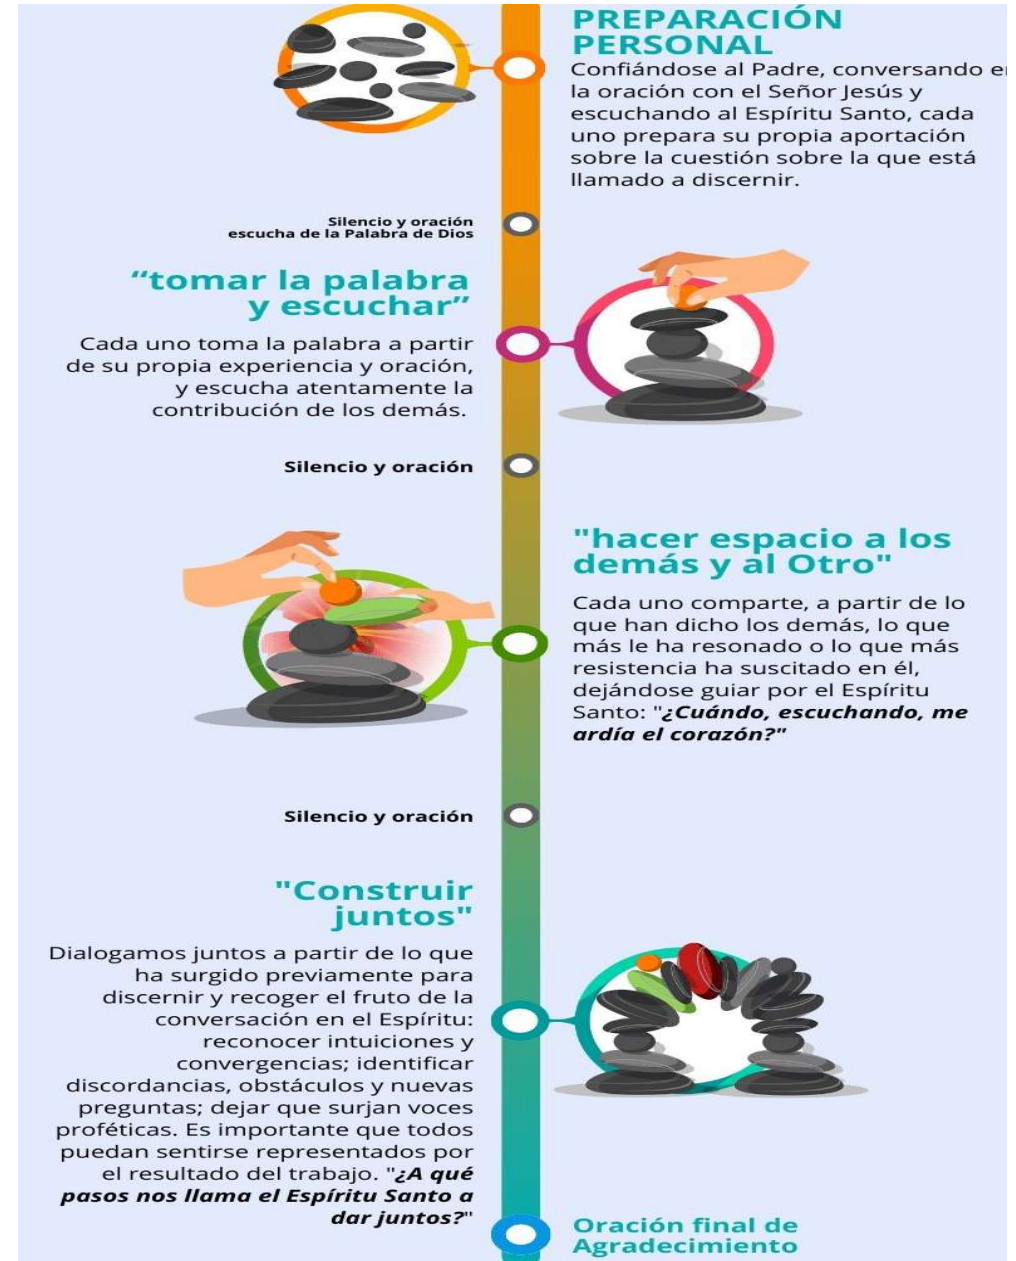 PREPARACIÓN
PERSONAL
Confiándose al Padre, conversando e
la oración con el Señor Jesús y
escuchando al Espíritu Santo, cada
uno prepara su propia aportación
sobre la cuestión sobre la que está
llamado a discernir.
Silencio y oración
escucha de la Palabra de Dios
“tomar la palabra
y escuchar”
Cada uno toma la palabra a partir
de su propia experiencia y oración,
y escucha atentamente la
contribución de los demás.
Silencio y oración
"hacer espacio a los
demás y al Otro"
Cada uno comparte, a partir de lo
que han dicho los demás, lo que
más le ha resonado o lo que más
resistencia ha suscitado en él,
dejándose guiar por el Espíritu
Santo: "¿Cuándo, escuchando, me
ardía el corazón?"
Silencio y oración
"Construir
juntos"
Dialogamos juntos a partir de lo que
ha surgido previamente para
discernir y recoger el fruto de la
conversación en el Espíritu:
reconocer intuiciones y
convergencias; identificar
discordancias, obstáculos y nuevas
preguntas; dejar que surjan voces
proféticas. Es importante que todos
puedan sentirse representados por
el resultado del trabajo. "¿A qué
pasos nos llama el Espíritu Santo a
dar juntos?"
Oración final de
Agradecimiento